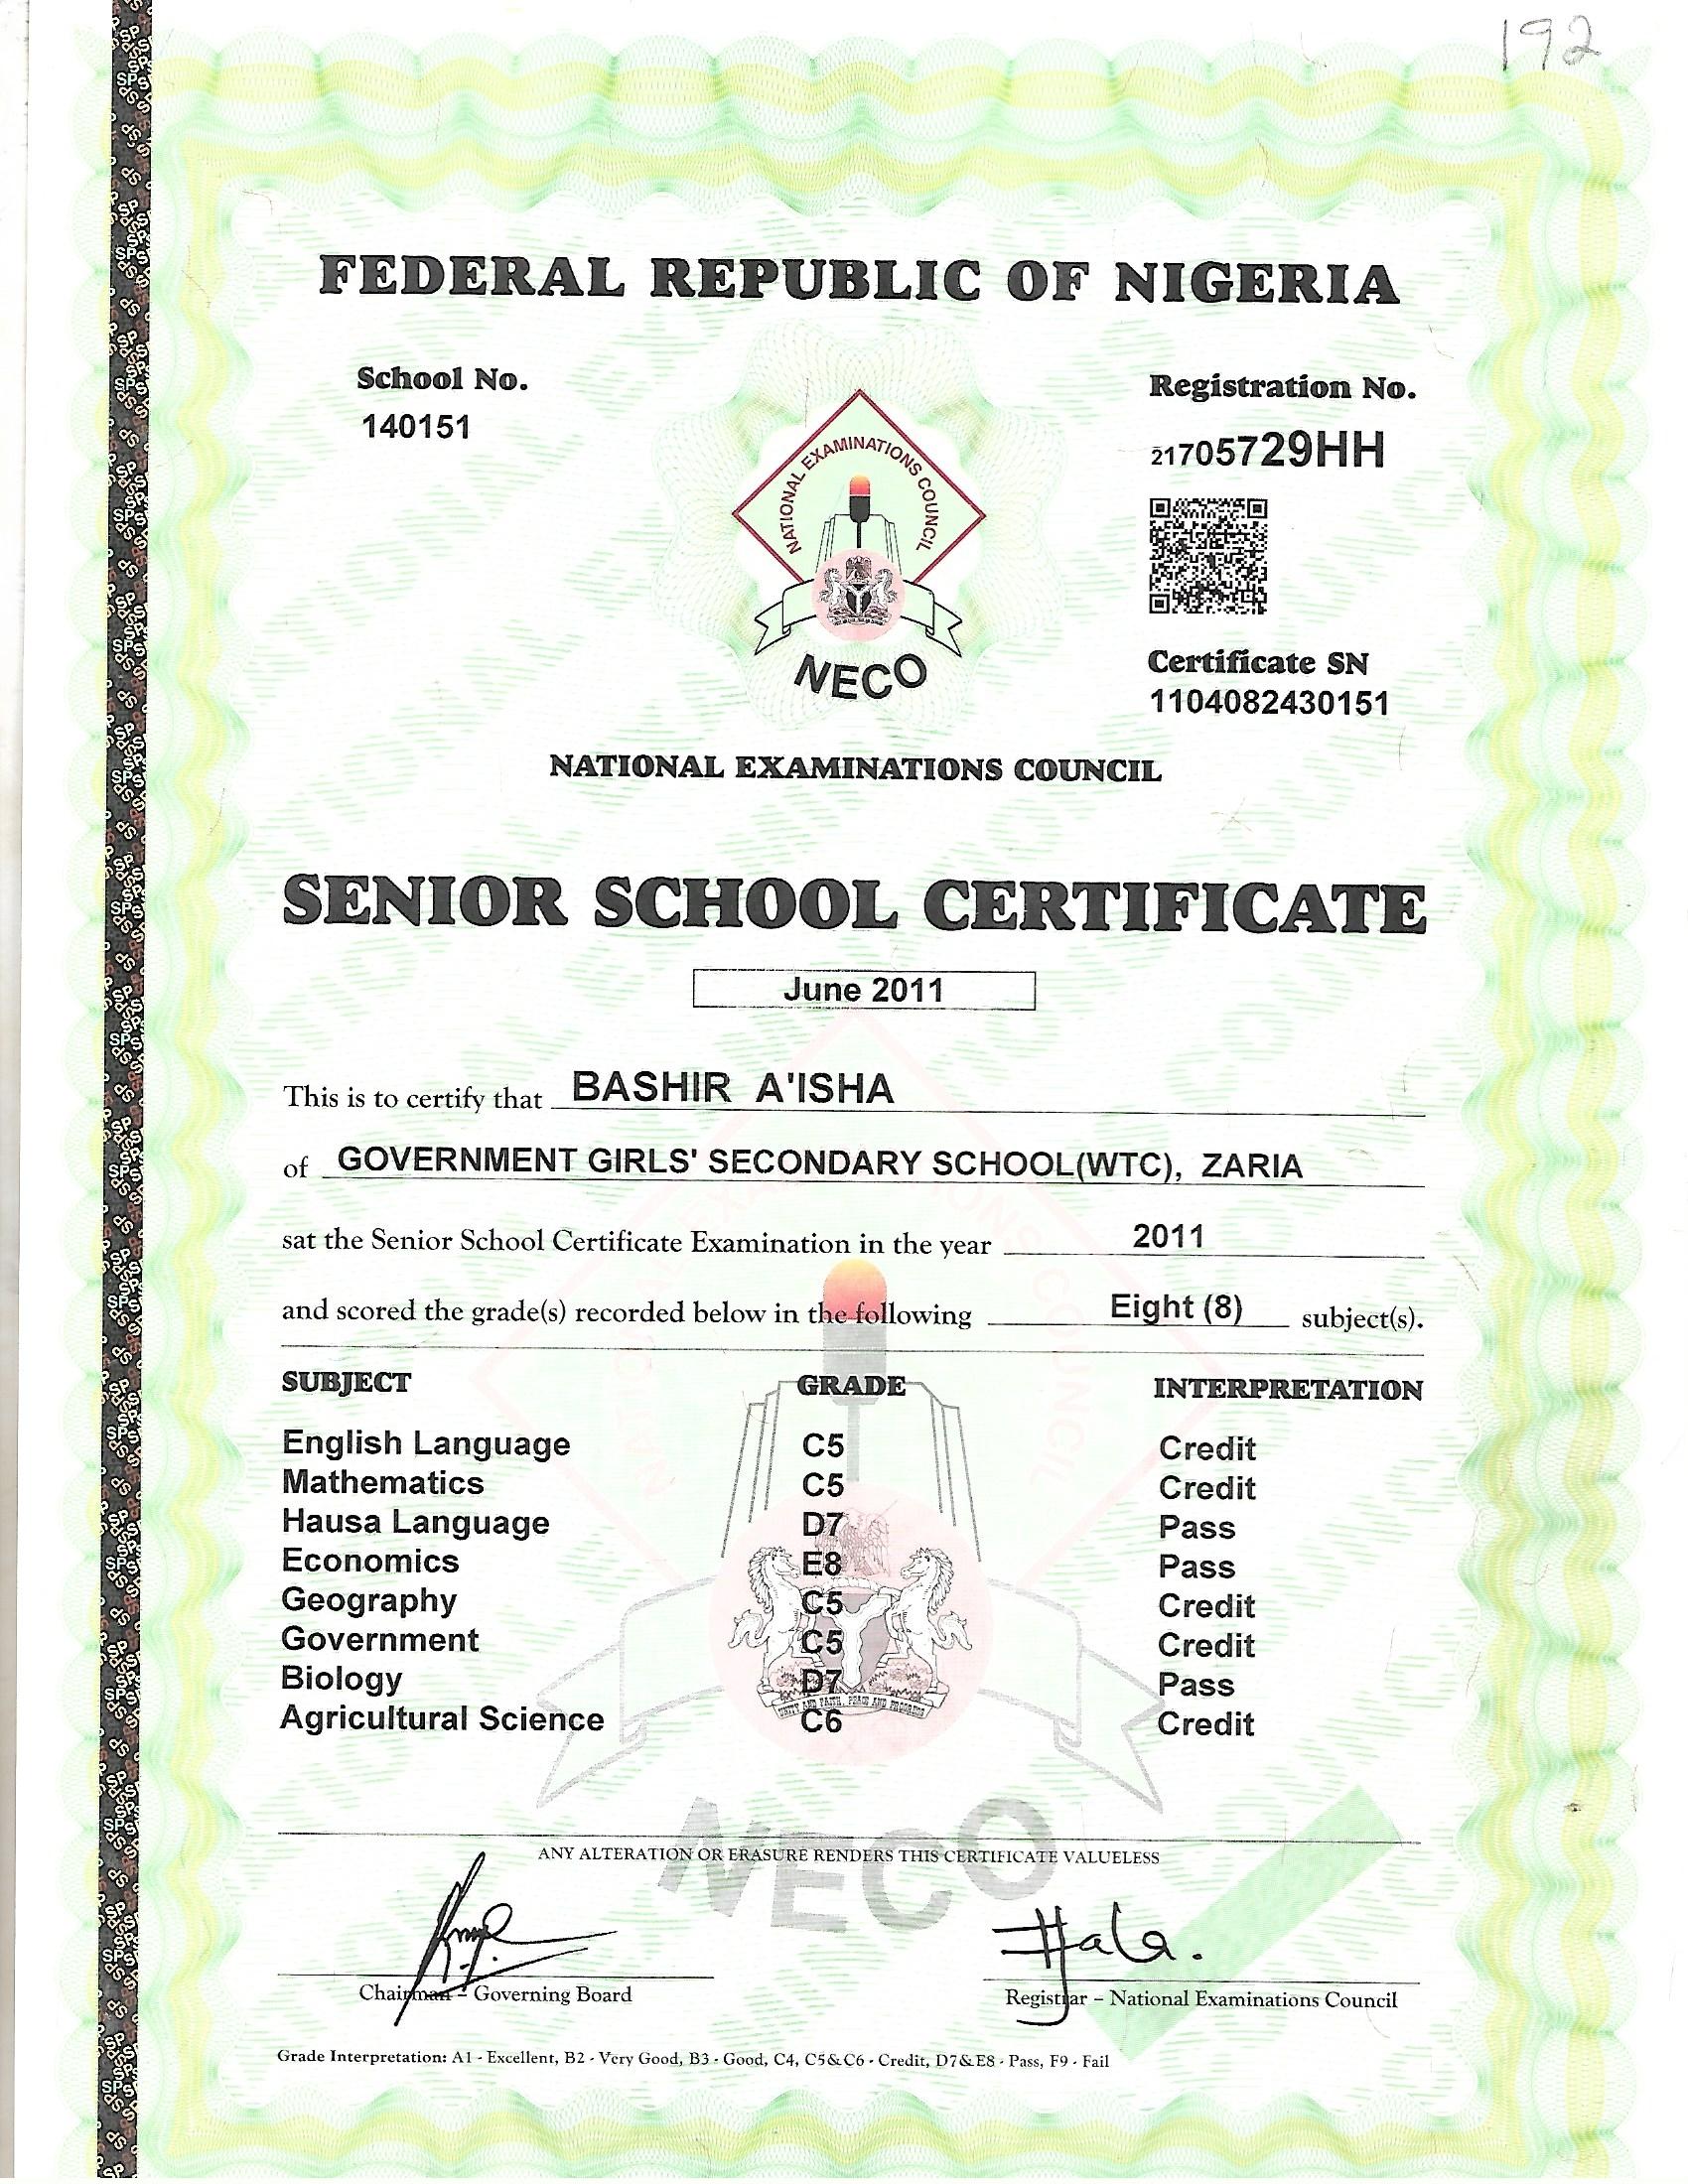 192
FEDERAL REPUBLIC OF NIGERIA
School No.
140151
Registration No.
21705729HH
NATIONAL EXAMINATIONS COUNCIL
NECO
Certificate SN
1104082430151
NATIONAL EXAMINATIONS COUNCIL
SENIOR SCHOOL CERTIFICATE
June 2011
This is to certify that BASHIR A'ISHA
of GOVERNMENT GIRLS' SECONDARY SCHOOL(WTC), ZARIA
sat the Senior School Certificate Examination in the year 2011
and scored the grade(s) recorded below in the following Eight (8) subject(s).
SUBJECT GRADE INTERPRETATION
English Language C5 Credit
Mathematics C5 Credit
Hausa Language D7 Pass
Economics E8 Pass
Geography C5 Credit
Government C5 Credit
Biology D7 Pass
Agricultural Science C6 Credit
UNITY AND FAITH, PEACE AND PROGRESS
NECO
ANY ALTERATION OR ERASURE RENDERS THIS CERTIFICATE VALUELESS
Chairman – Governing Board
Registrar – National Examinations Council
Grade Interpretation: A1 - Excellent, B2 - Very Good, B3 - Good, C4, C5&C6 - Credit, D7&E8 - Pass, F9 - Fail